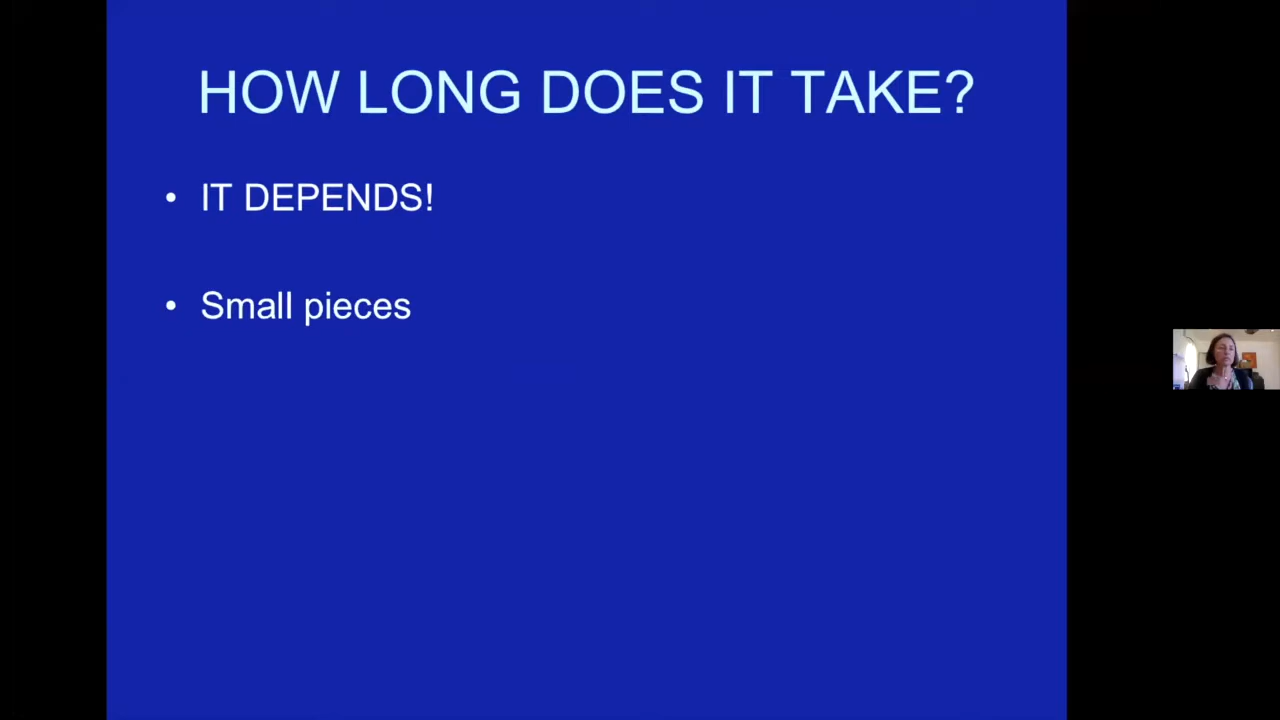 HOW LONG DOES IT TAKE?
• IT DEPENDS!
• Small pieces